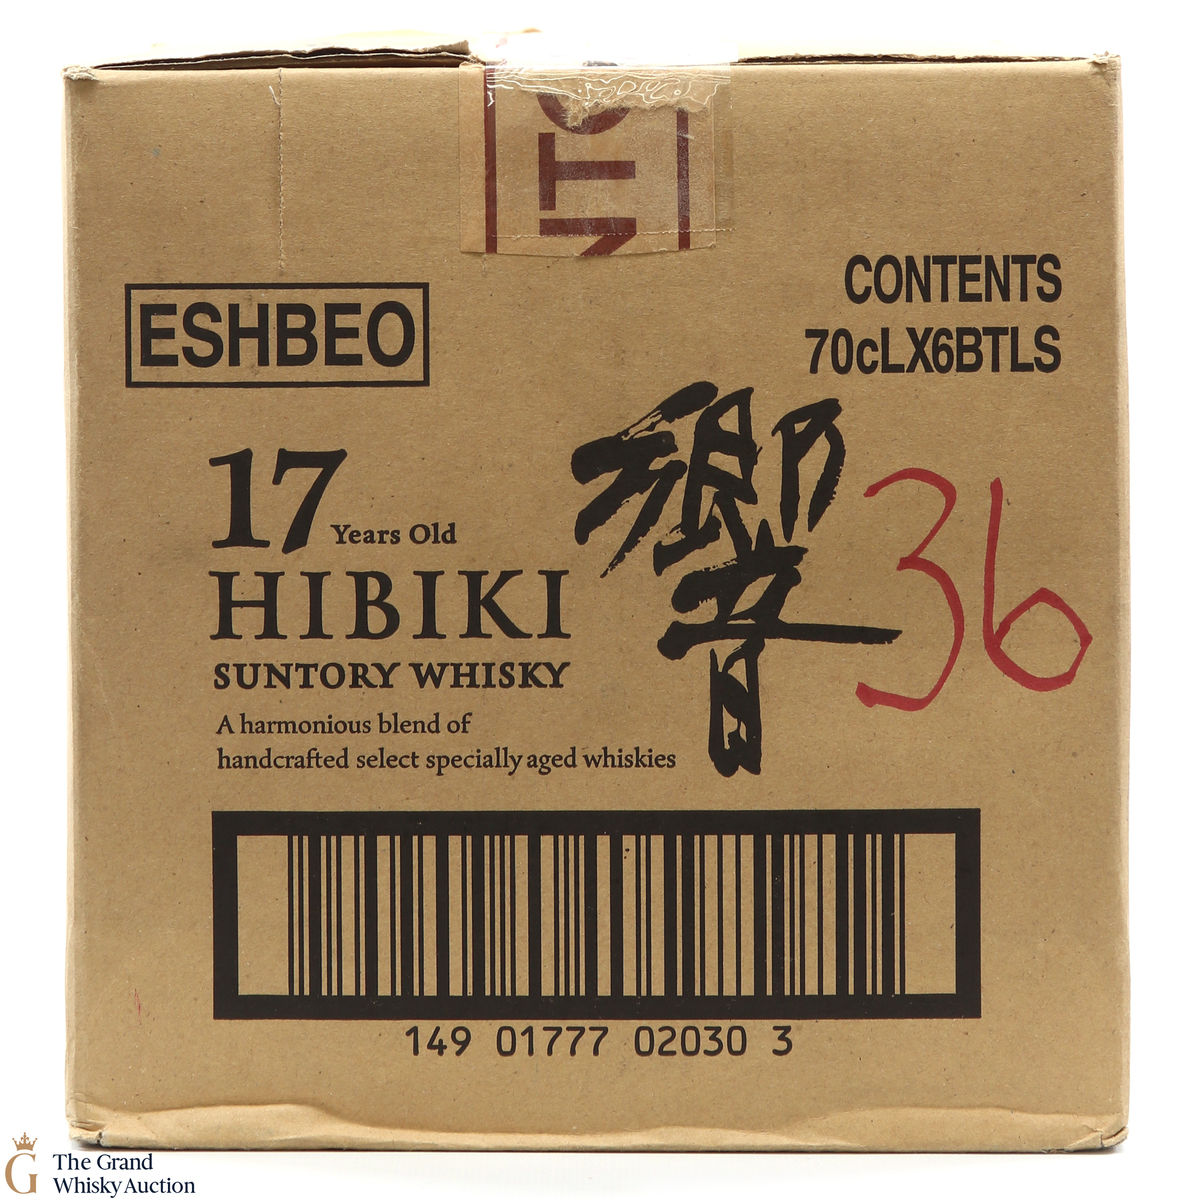 NTO
ESHBEO
CONTENTS
70cLX6BTLS
17 Years Old
HIBIKI
SUNTORY WHISKY
A harmonious blend of
handcrafted select specially aged whiskies
響
36
149 01777 02030 3
G The Grand
Whisky Auction